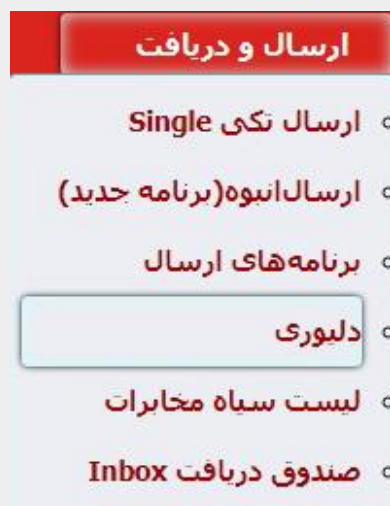 ارسال و دریافت
ارسال تکی Single
ارسال‌انبوه(برنامه جدید)
برنامه‌های ارسال
دلیوری
لیست سیاه مخابرات
صندوق دریافت Inbox